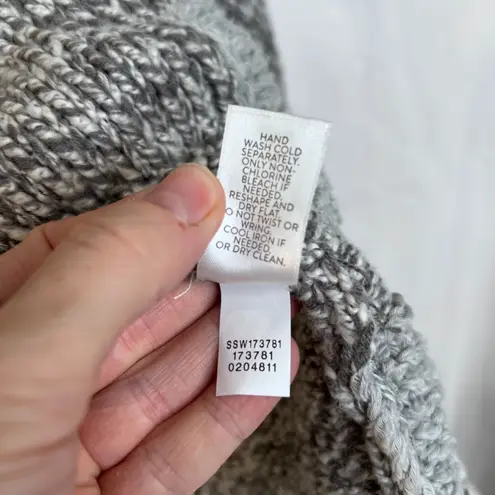 HAND
WASH COLD
SEPARATELY.
ONLY NON-
CHLORINE
BLEACH IF
NEEDED.
RESHAPE AND
DRY FLAT.
DO NOT TWIST OR
WRING.
COOL IRON IF
NEEDED.
OR DRY CLEAN.
SSW173781
173781
0204811